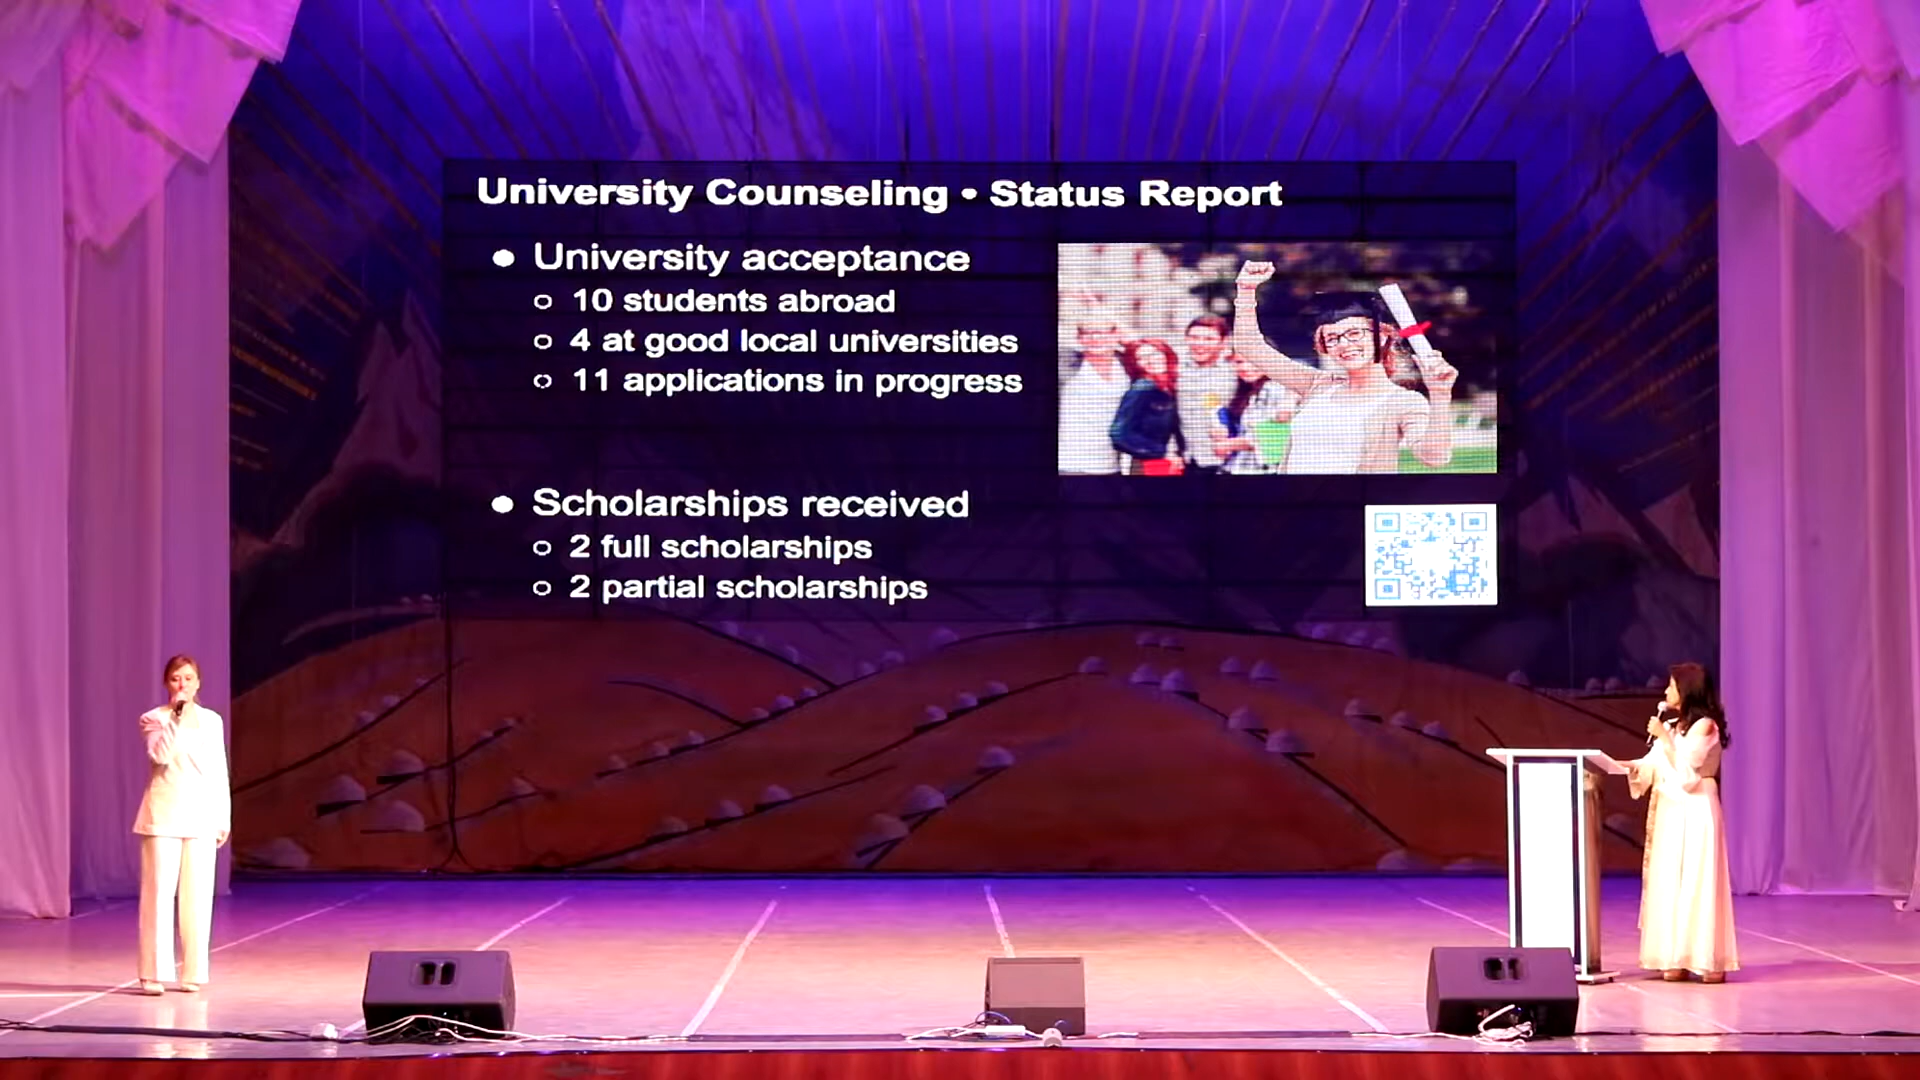 University Counseling • Status Report
● University acceptance
○ 10 students abroad
○ 4 at good local universities
○ 11 applications in progress
● Scholarships received
○ 2 full scholarships
○ 2 partial scholarships